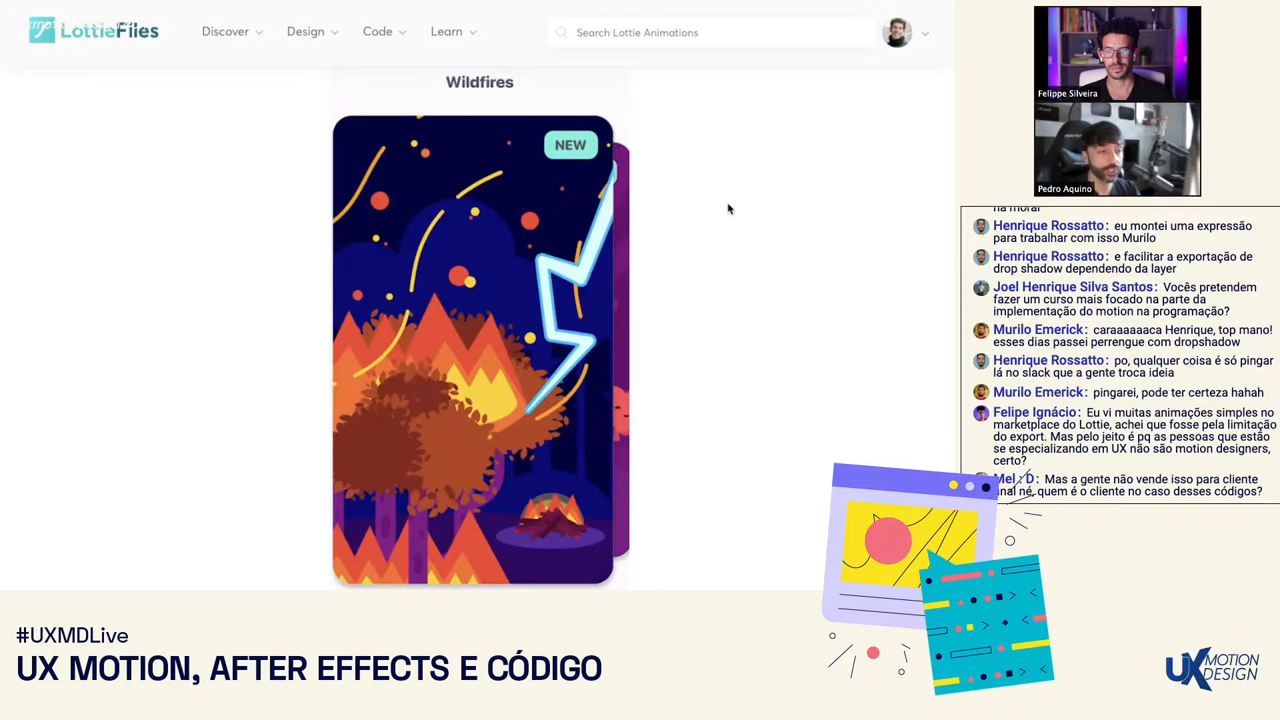 LottieFiles
Discover
Design
Code
Learn
Search Lottie Animations
Wildfires
NEW
Felippe Silveira
Pedro Aquino
na moral
Henrique Rossatto: eu montei uma expressão
para trabalhar com isso Murilo
Henrique Rossatto: e facilitar a exportação de
drop shadow dependendo da layer
Joel Henrique Silva Santos: Vocês pretendem
fazer um curso mais focado na parte da
implementação do motion na programação?
Murilo Emerick: caraaaaaaca Henrique, top mano!
esses dias passei perrengue com dropshadow
Henrique Rossatto: po, qualquer coisa é só pingar
lá no slack que a gente troca ideia
Murilo Emerick: pingarei, pode ter certeza hahah
Felipe Ignácio: Eu vi muitas animações simples no
marketplace do Lottie, achei que fosse pela limitação
do export. Mas pelo jeito é pq as pessoas que estão
se especializando em UX não são motion designers,
certo?
Mel : D: Mas a gente não vende isso para cliente
final né, quem é o cliente no caso desses códigos?
#UXMDLive
UX MOTION, AFTER EFFECTS E CÓDIGO
UX MOTION
DESIGN